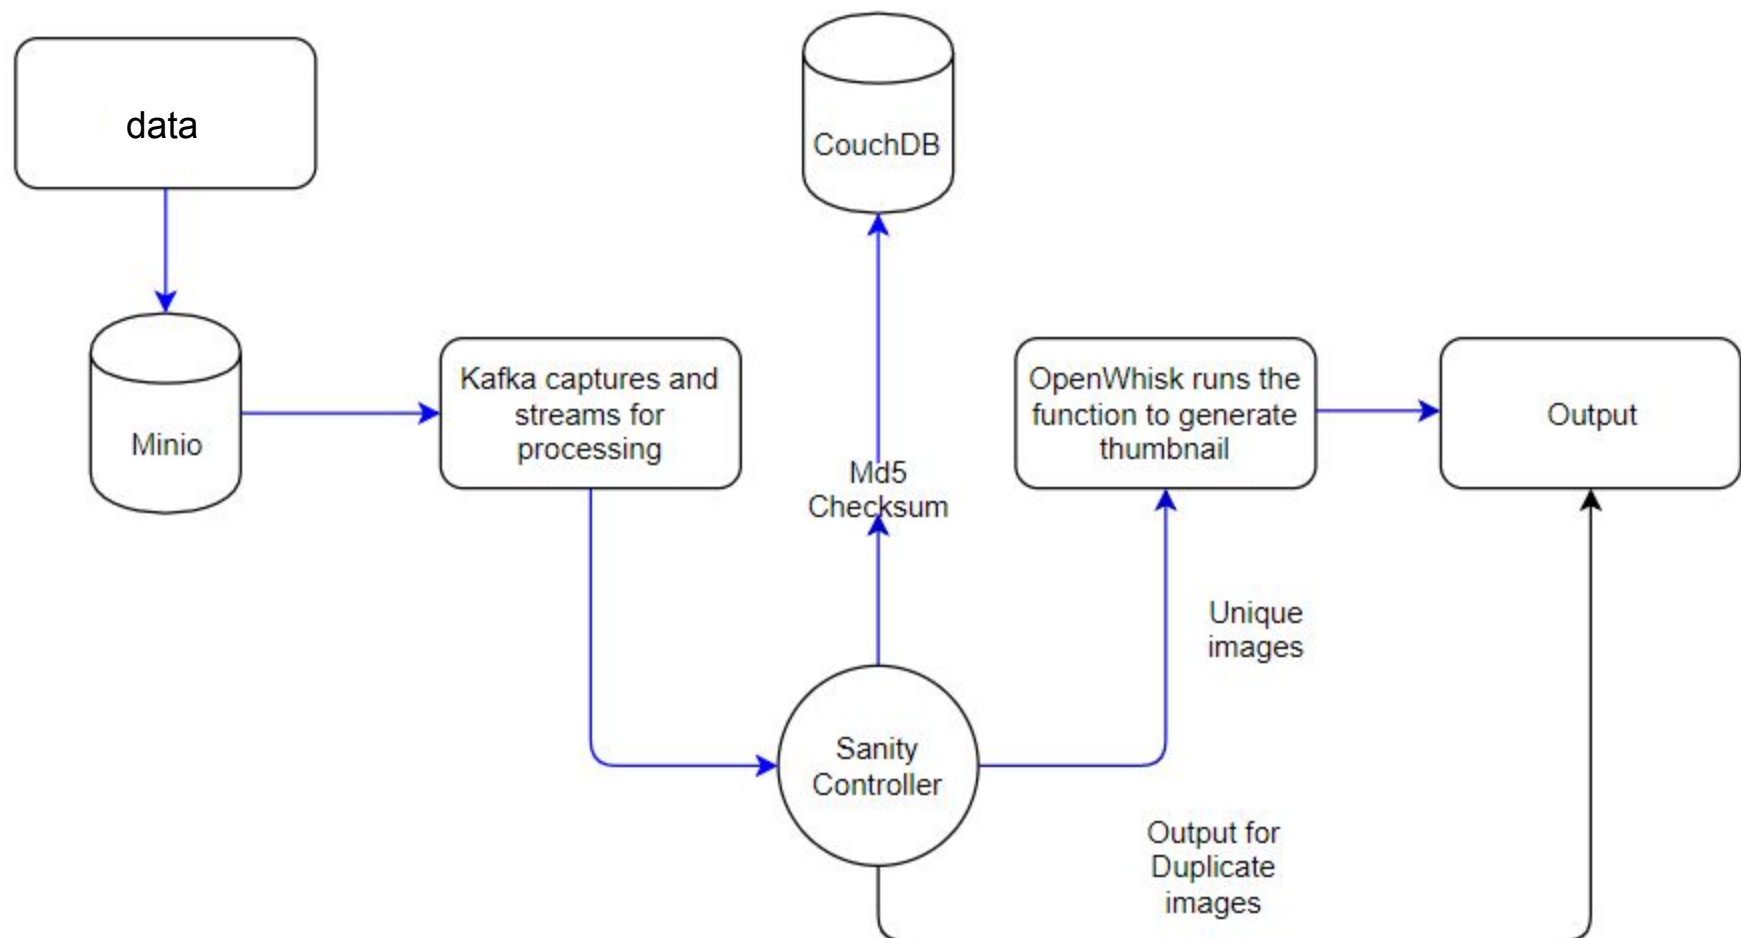 data
CouchDB
Minio
Kafka captures and
streams for
processing
Md5
Checksum
OpenWhisk runs the
function to generate
thumbnail
Output
Unique
images
Sanity
Controller
Output for
Duplicate
images